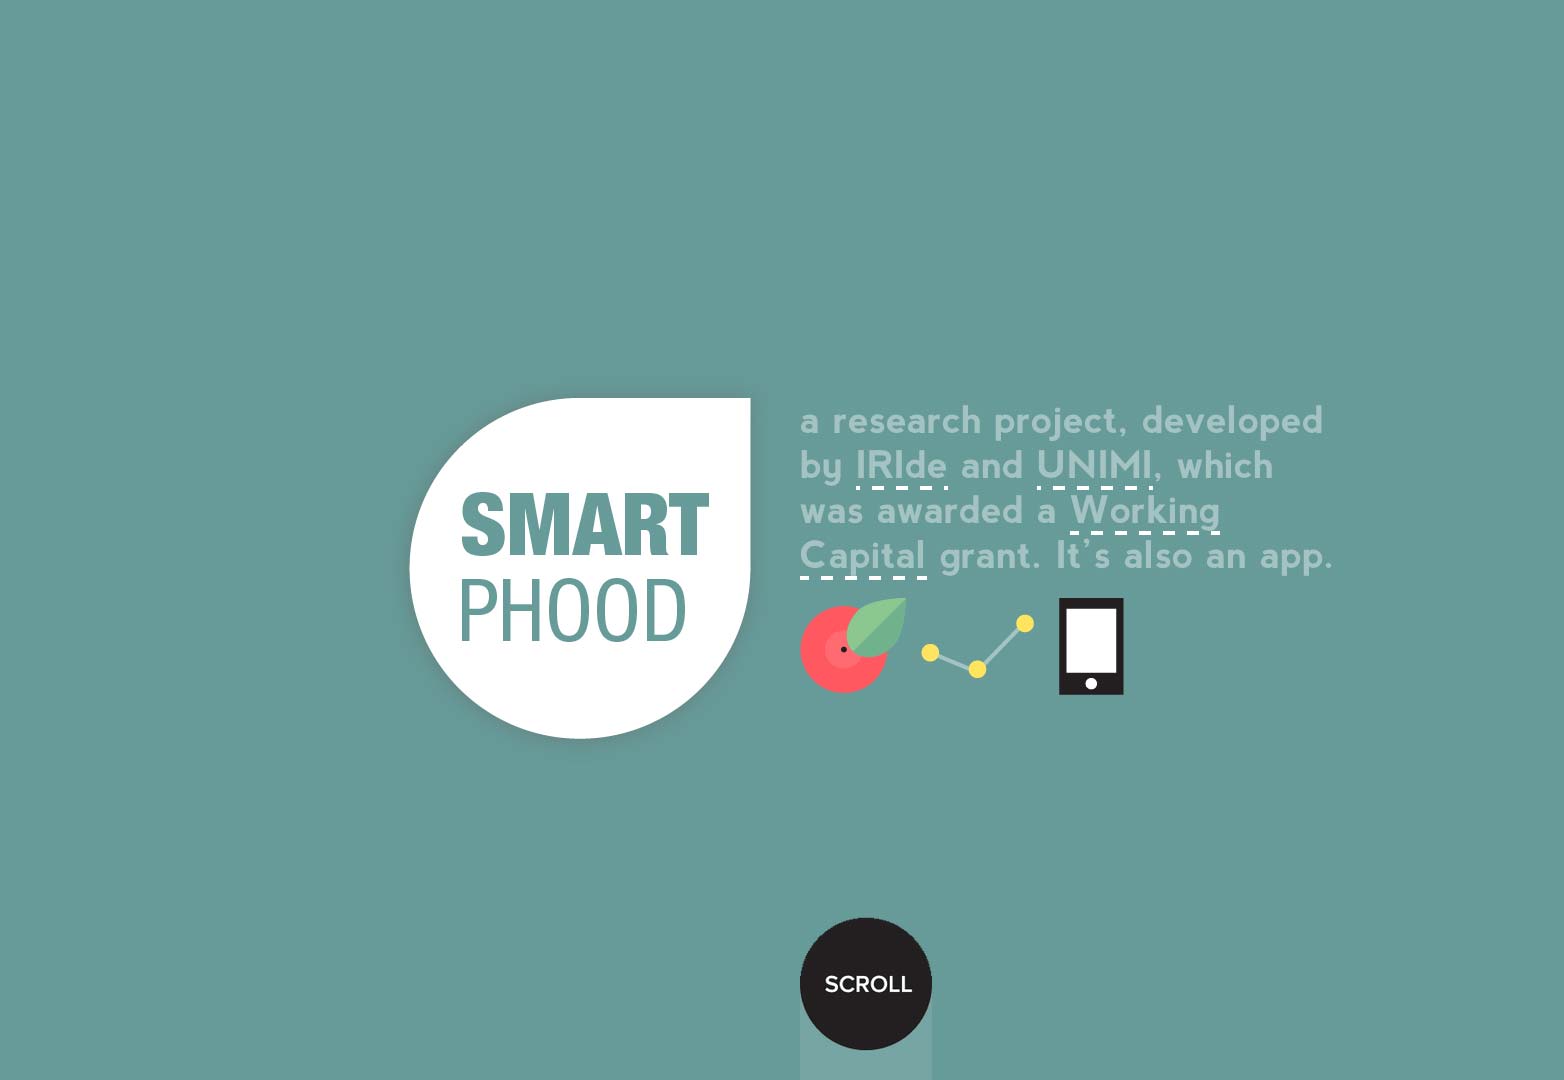 SMART
PHOOD
a research project, developed
by IRIde and UNIMI, which
was awarded a Working
Capital grant. It's also an app.
SCROLL